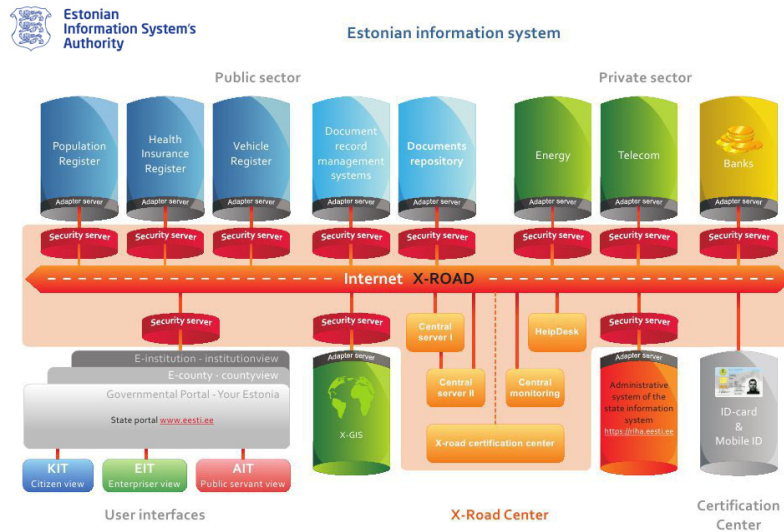 Estonian
Information System's
Authority
Estonian information system
Public sector
Private sector
Population
Register
Health
Insurance
Register
Vehicle
Register
Document
record
management
systems
Documents
repository
Energy
Telecom
Banks
Adapter server
Adapter server
Adapter server
Adapter server
Adapter server
Adapter server
Adapter server
Adapter server
Security server
Security server
Security server
Security server
Security server
Security server
Security server
Security server
Internet X-ROAD
Security server
Security server
Central
server I
HelpDesk
Security server
E-institution - institutionview
E-county - countyview
Governmental Portal - Your Estonia
State portal www.eesti.ee
Adapter server
X-GIS
Central
server II
Central
monitoring
X-road certification center
Adapter server
Administrative
system of the
state information
system
https://riha.eesti.ee
ID-card
&
Mobile ID
KIT
Citizen view
EIT
Enterpriser view
AIT
Public servant view
User interfaces
X-Road Center
Certification
Center